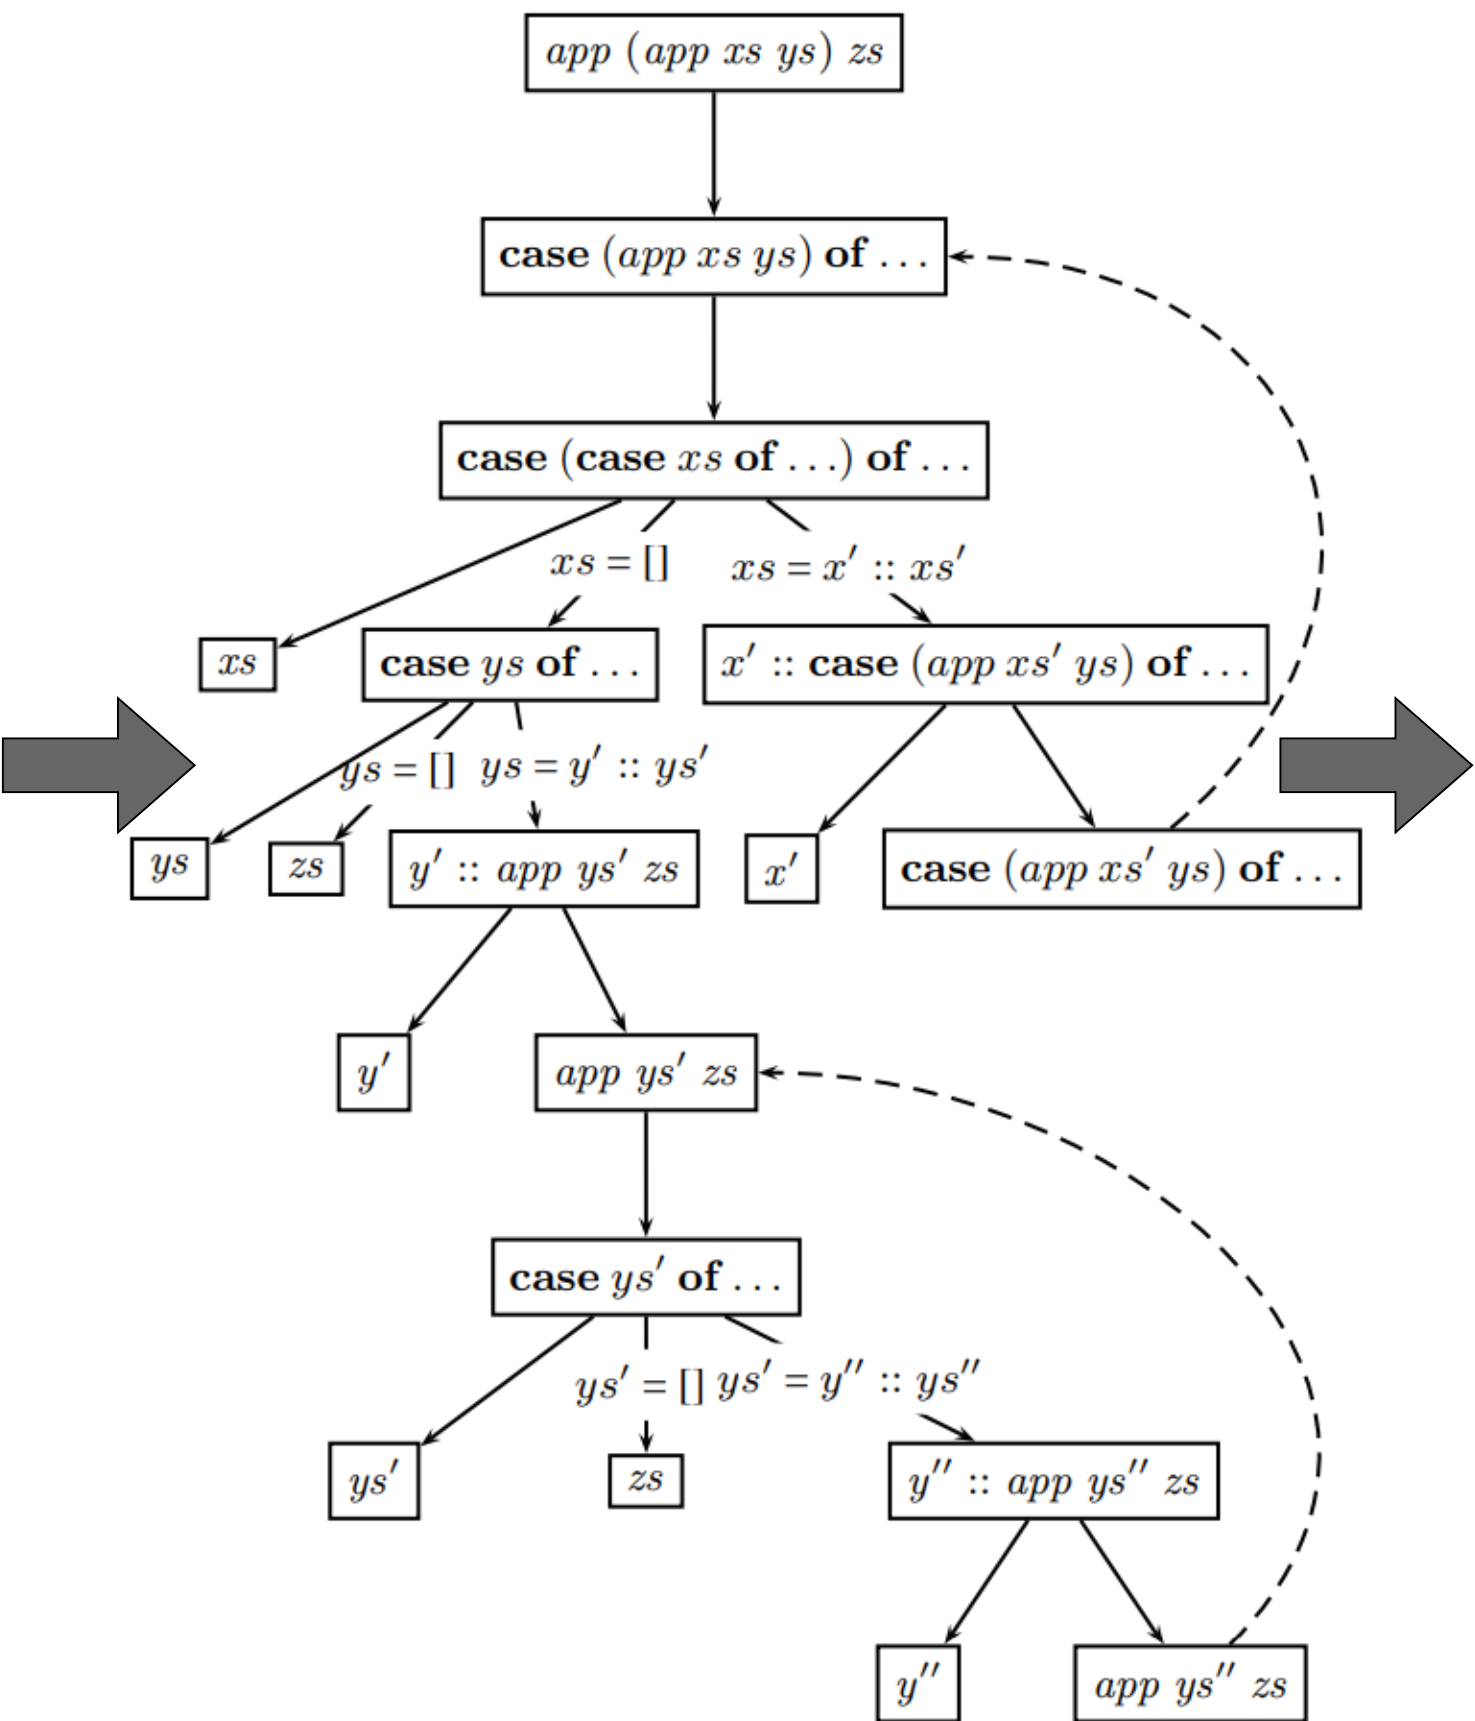 app (app xs ys) zs
case (app xs ys) of ...
case (case xs of ...) of ...
xs = [] xs = x′ :: xs′
xs case ys of ... x′ :: case (app xs′ ys) of ...
ys = [] ys = y′ :: ys′
ys zs y′ :: app ys′ zs x′ case (app xs′ ys) of ...
y′ app ys′ zs
case ys′ of ...
ys′ = [] ys′ = y′′ :: ys′′
ys′ zs y′′ :: app ys′′ zs
y′′ app ys′′ zs